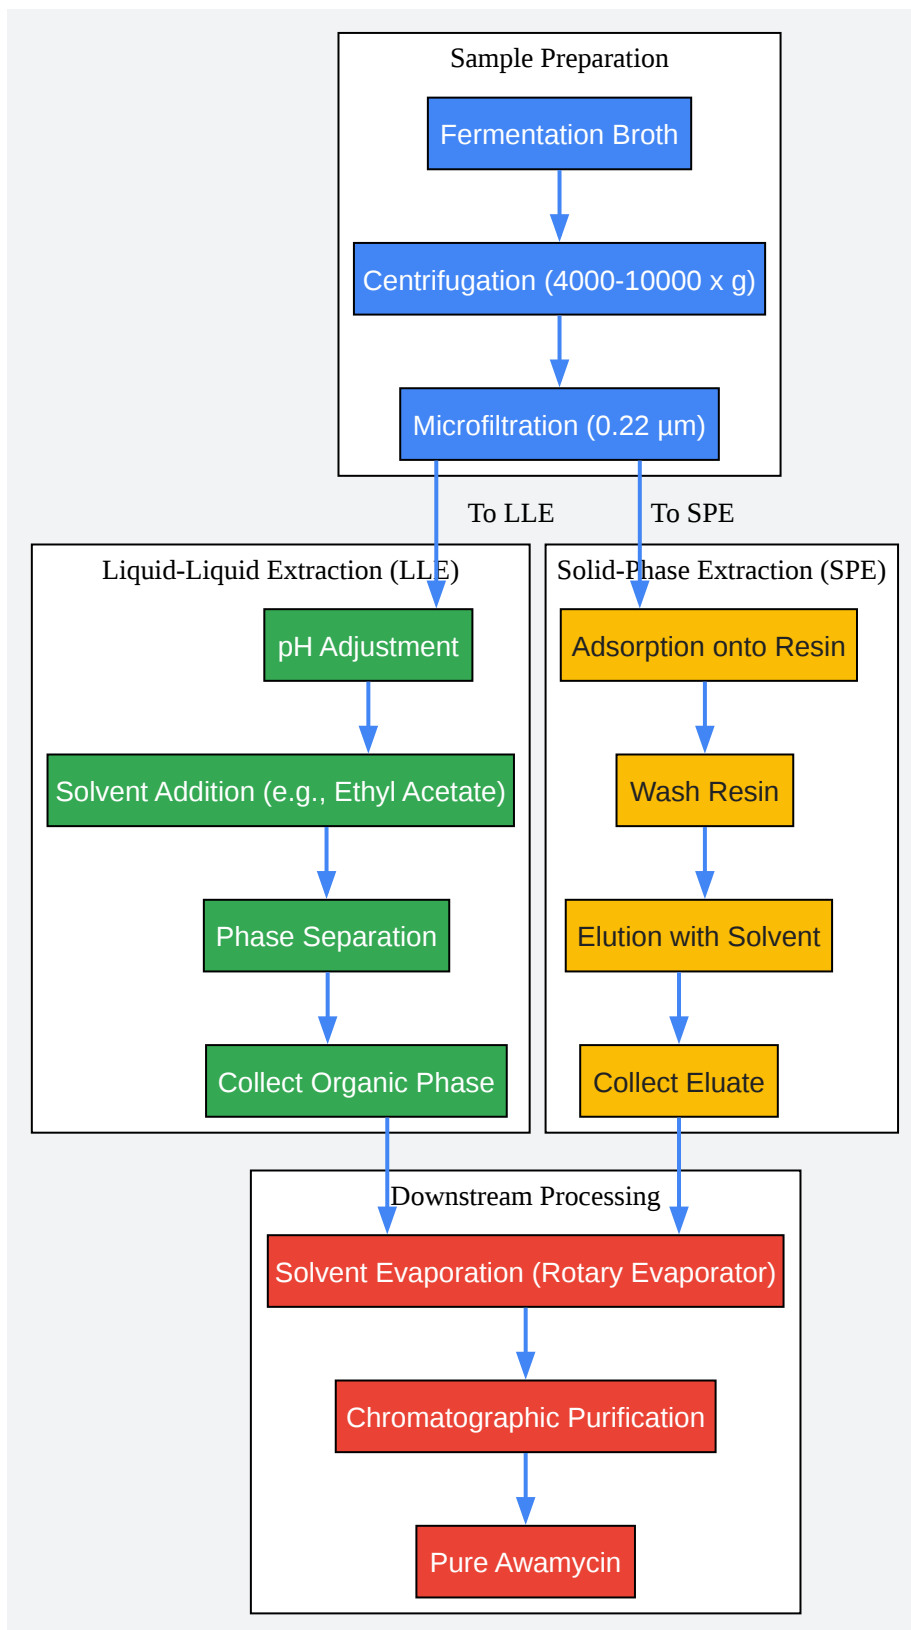 Sample Preparation
Fermentation Broth
Centrifugation (4000-10000 x g)
Microfiltration (0.22 µm)
To LLE
To SPE
Liquid-Liquid Extraction (LLE)
pH Adjustment
Solvent Addition (e.g., Ethyl Acetate)
Phase Separation
Collect Organic Phase
Solid-Phase Extraction (SPE)
Adsorption onto Resin
Wash Resin
Elution with Solvent
Collect Eluate
Downstream Processing
Solvent Evaporation (Rotary Evaporator)
Chromatographic Purification
Pure Awamycin